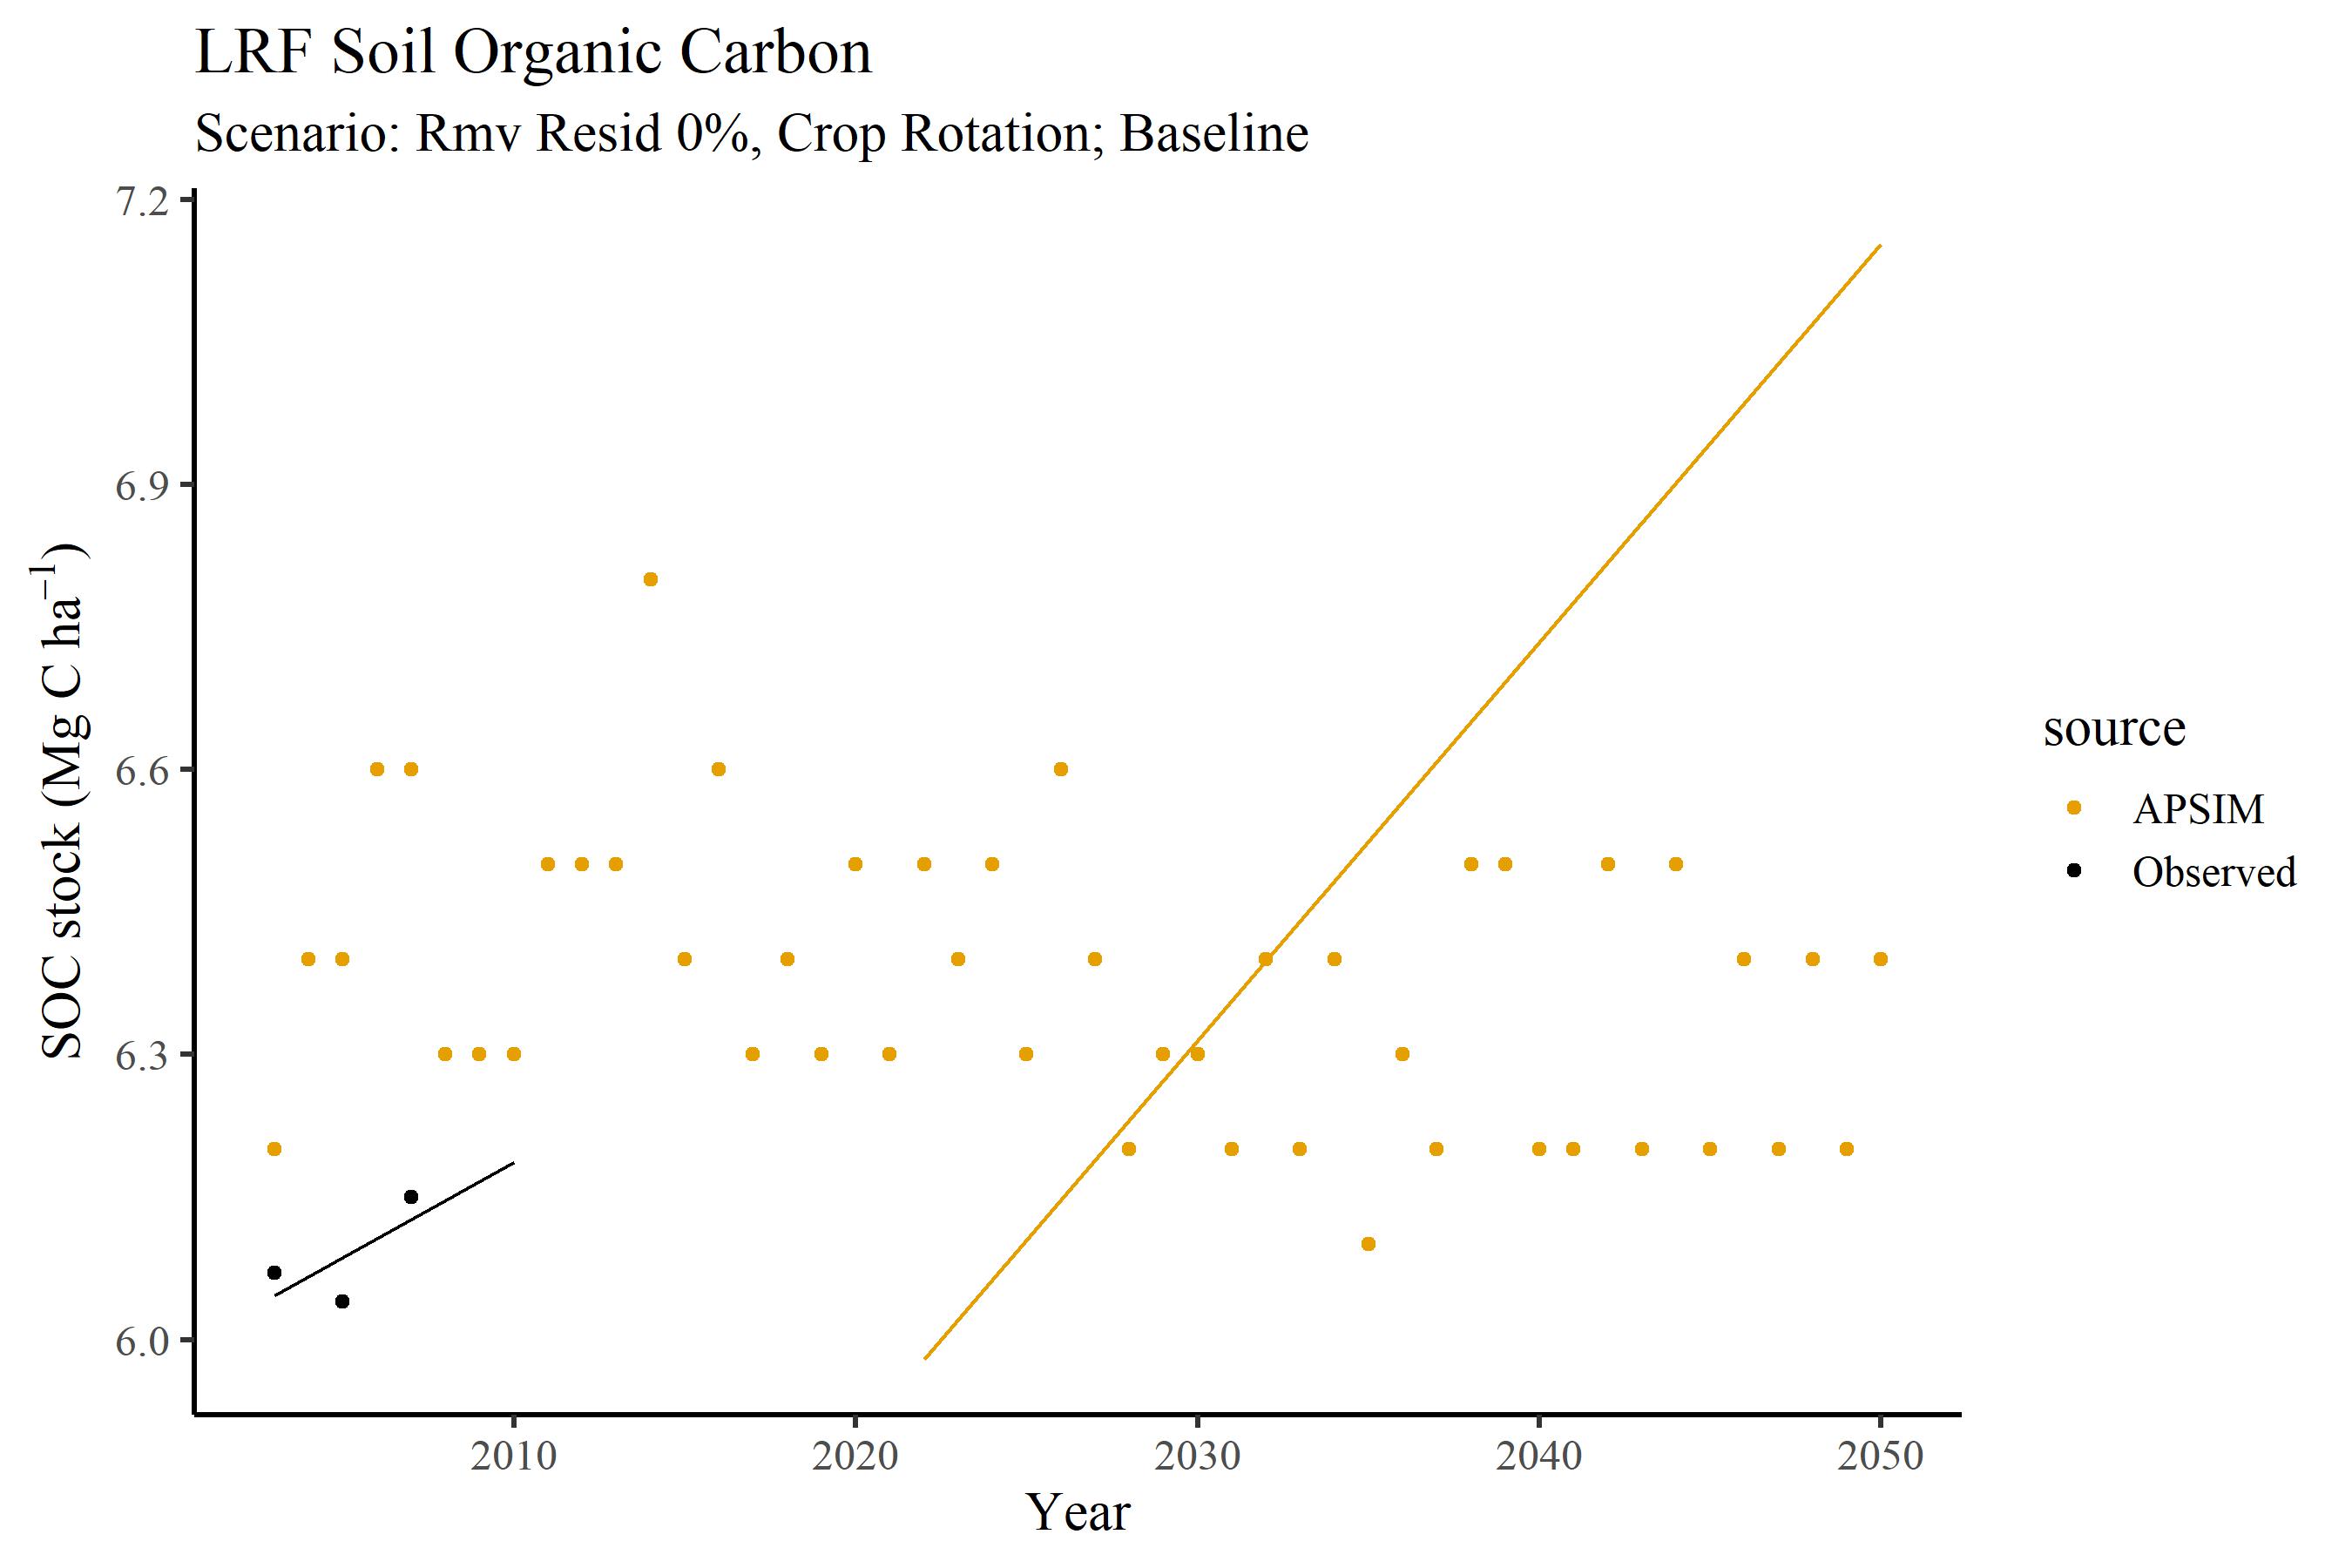 LRF Soil Organic Carbon
Scenario: Rmv Resid 0%, Crop Rotation; Baseline
7.2
6.9
6.6
6.3
6.0
SOC stock (Mg C ha⁻¹)
2010
2020
2030
2040
2050
Year
source
APSIM
Observed